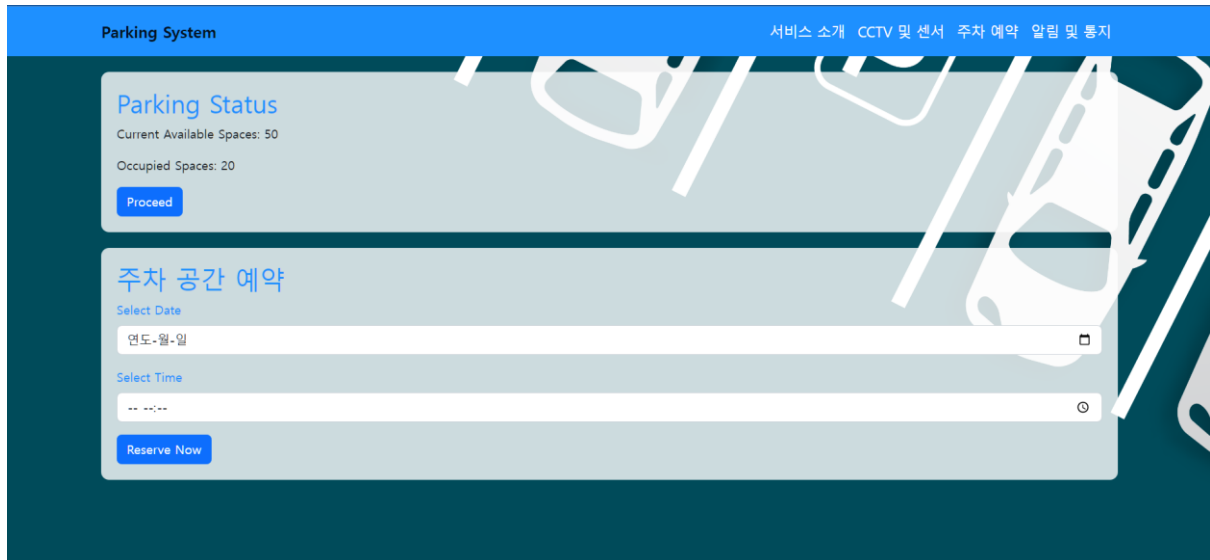 Parking System
서비스 소개 CCTV 및 센서 주차 예약 알림 및 통지
Parking Status
Current Available Spaces: 50
Occupied Spaces: 20
Proceed
주차 공간 예약
Select Date
연도-월-일
Select Time
-- --:--
Reserve Now